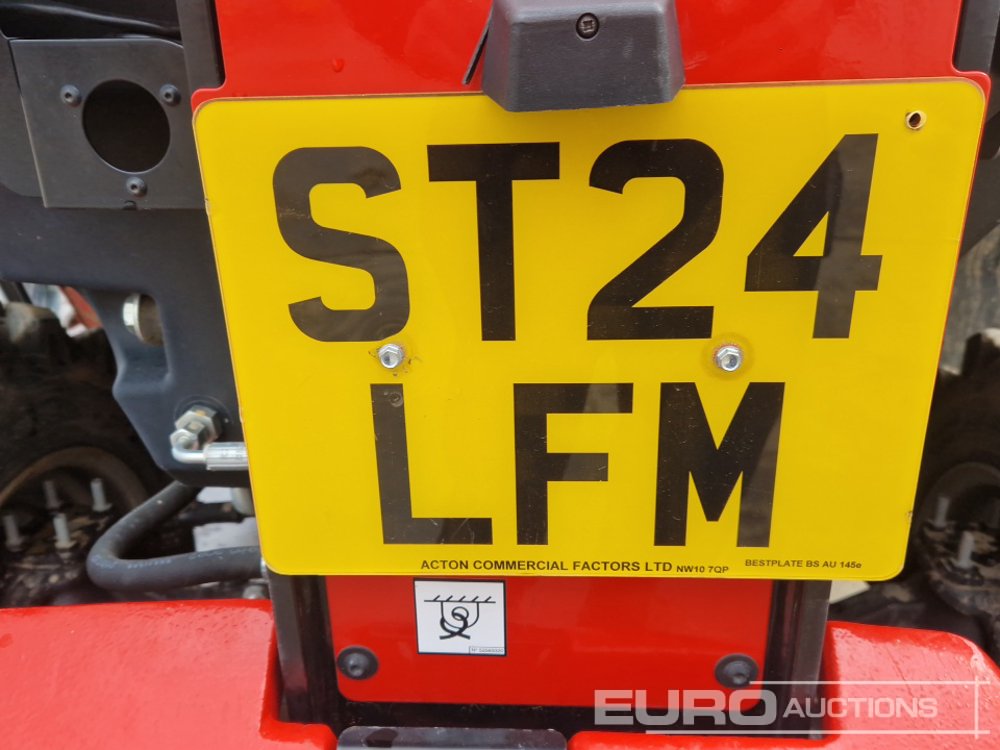 ST24
LFM
ACTON COMMERCIAL FACTORS LTD NW10 7QP
BESTPLATE BS AU 145e
EURO AUCTIONS